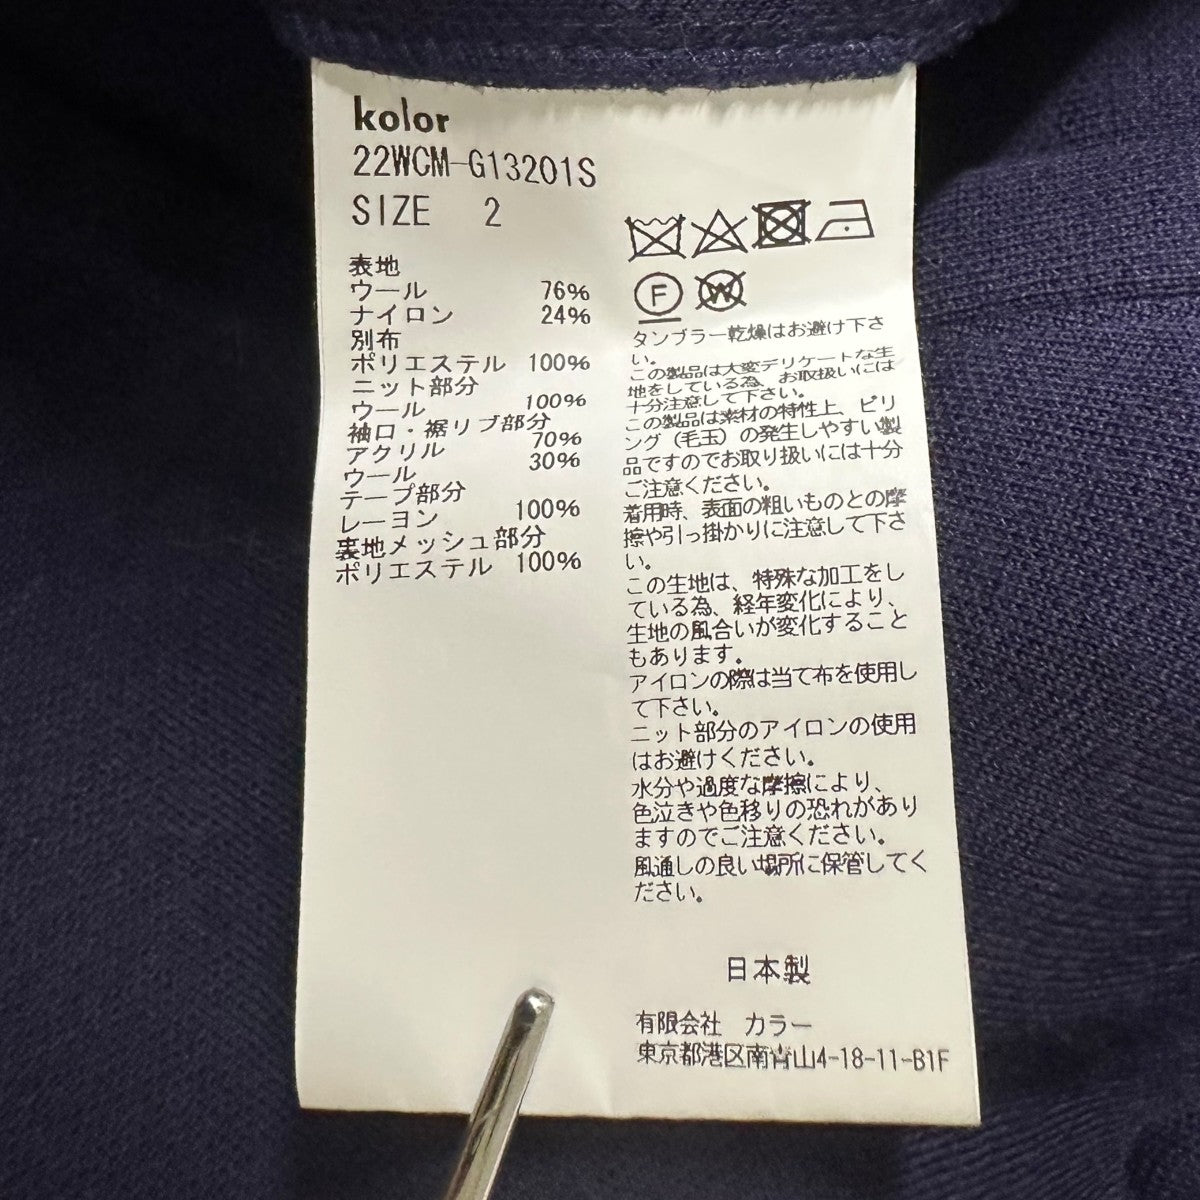 kolor
22WCM-G13201S
SIZE 2
表地
ウール 76%
ナイロン 24%
別布
ポリエステル 100%
ニット部分
ウール 100%
袖口・裾リブ部分
アクリル 70%
ウール 30%
テープ部分
レーヨン 100%
裏地メッシュ部分
ポリエステル 100%
F
W
タンブラー乾燥はお避け下さ
い。
この製品は大変デリケートな生
地をしている為、お取扱いには
十分注意して下さい。
この製品は素材の特性上、ピリ
ング(毛玉)の発生しやすい製
品ですのでお取り扱いには十分
ご注意ください。
着用時、表面の粗いものとの摩
擦や引っ掛かりに注意して下さ
い。
この生地は、特殊な加工をし
ている為、経年変化により、
生地の風合いが変化すること
もあります。
アイロンの際は当て布を使用し
て下さい。
ニット部分のアイロンの使用
はお避けください。
水分や過度な摩擦により、
色泣きや色移りの恐れがあり
ますのでご注意ください。
風通しの良い場所に保管してく
ださい。
日本製
有限会社 カラー
東京都港区南青山4-18-11-B1F